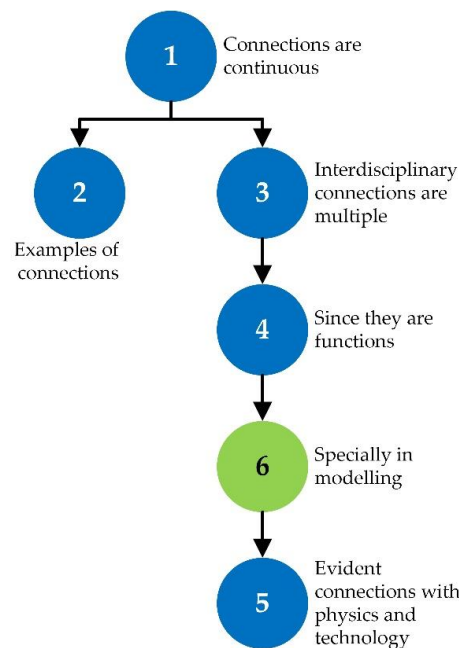 1
Connections are
continuous
2
Examples of
connections
3
Interdisciplinary
connections are
multiple
4
Since they are
functions
6
Specially in
modelling
5
Evident
connections with
physics and
technology